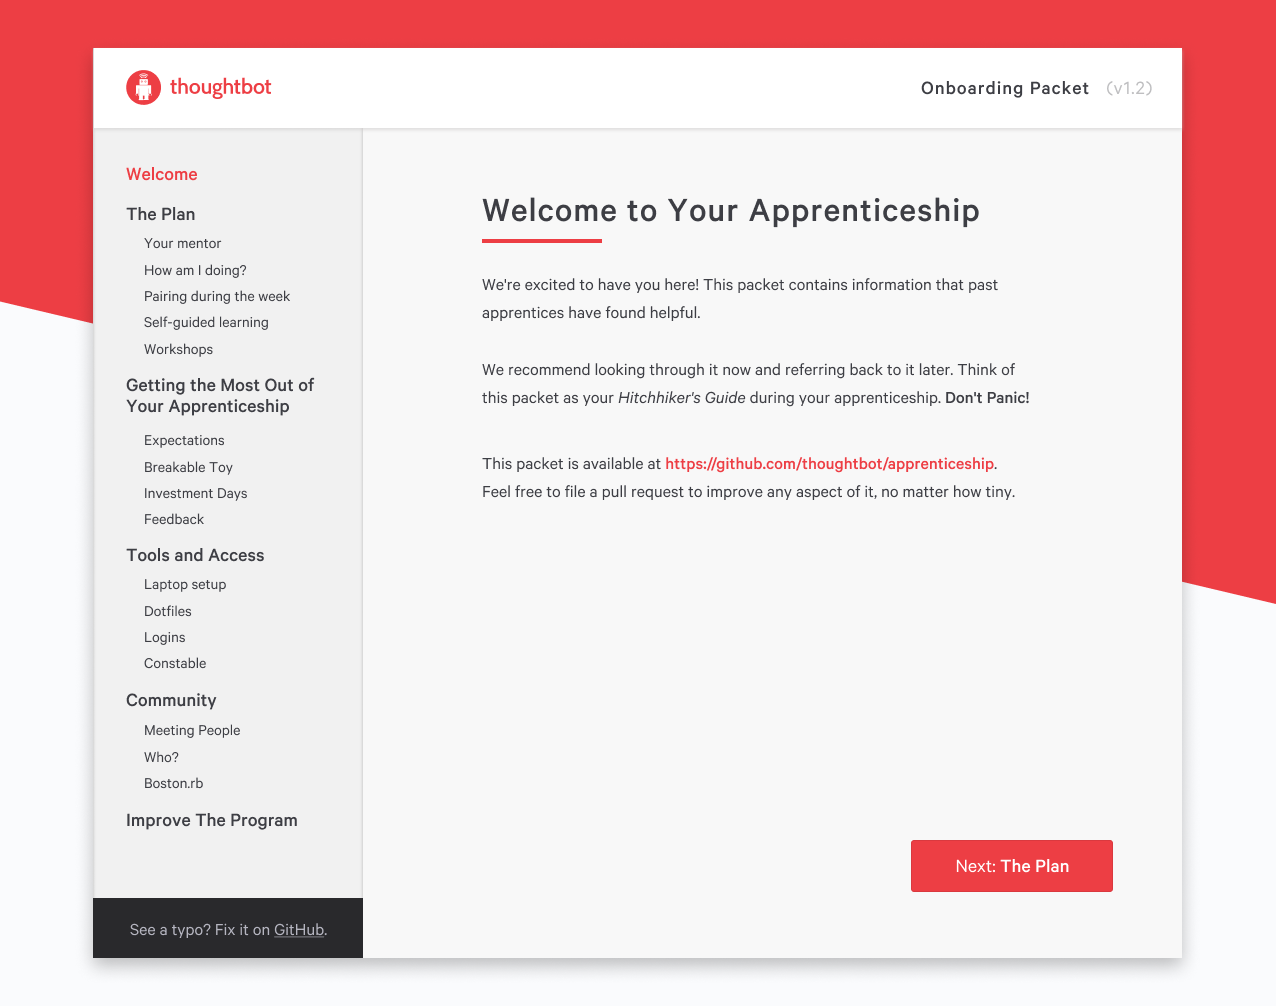 thoughtbot
Onboarding Packet (v1.2)
Welcome
The Plan
Your mentor
How am I doing?
Pairing during the week
Self-guided learning
Workshops
Getting the Most Out of
Your Apprenticeship
Expectations
Breakable Toy
Investment Days
Feedback
Tools and Access
Laptop setup
Dotfiles
Logins
Constable
Community
Meeting People
Who?
Boston.rb
Improve The Program
See a typo? Fix it on GitHub.
Welcome to Your Apprenticeship
We're excited to have you here! This packet contains information that past
apprentices have found helpful.
We recommend looking through it now and referring back to it later. Think of
this packet as your Hitchhiker's Guide during your apprenticeship. Don't Panic!
This packet is available at https://github.com/thoughtbot/apprenticeship.
Feel free to file a pull request to improve any aspect of it, no matter how tiny.
Next: The Plan